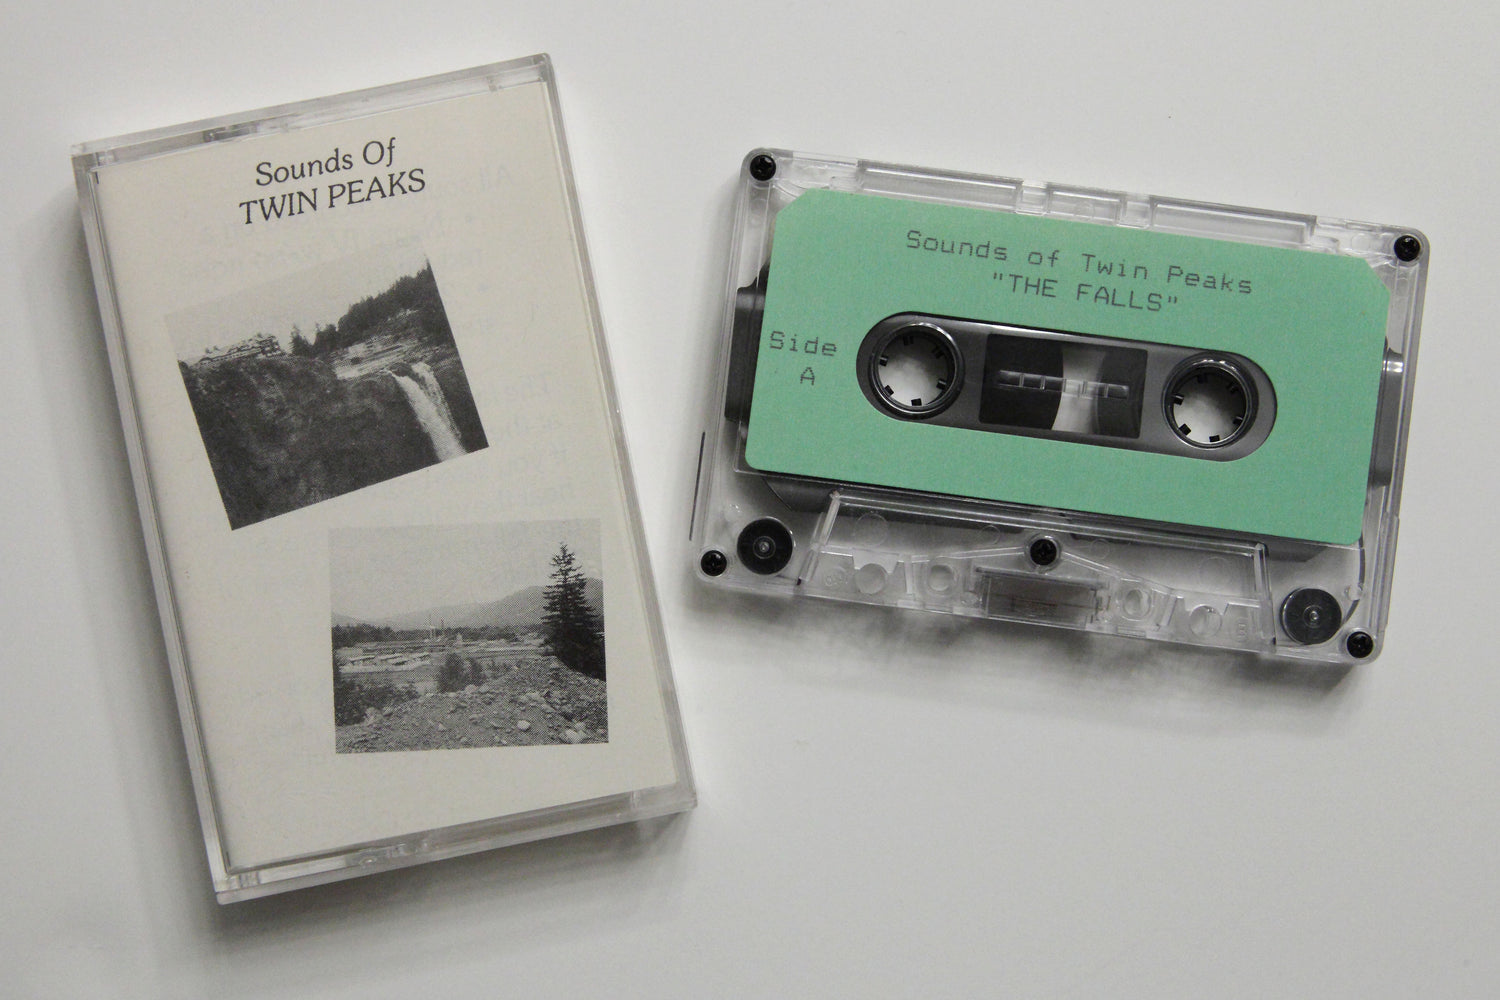 Sounds Of
TWIN PEAKS
Sounds of Twin Peaks
"THE FALLS"
Side
A